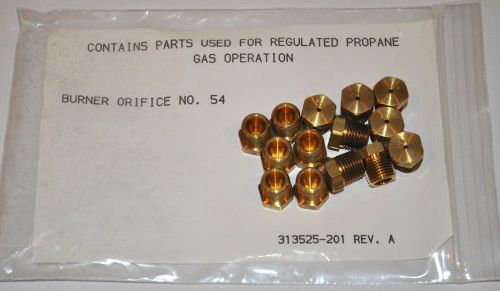 CONTAINS PARTS USED FOR REGULATED PROPANE
GAS OPERATION
BURNER ORIFICE NO. 54
313525-201 REV. A